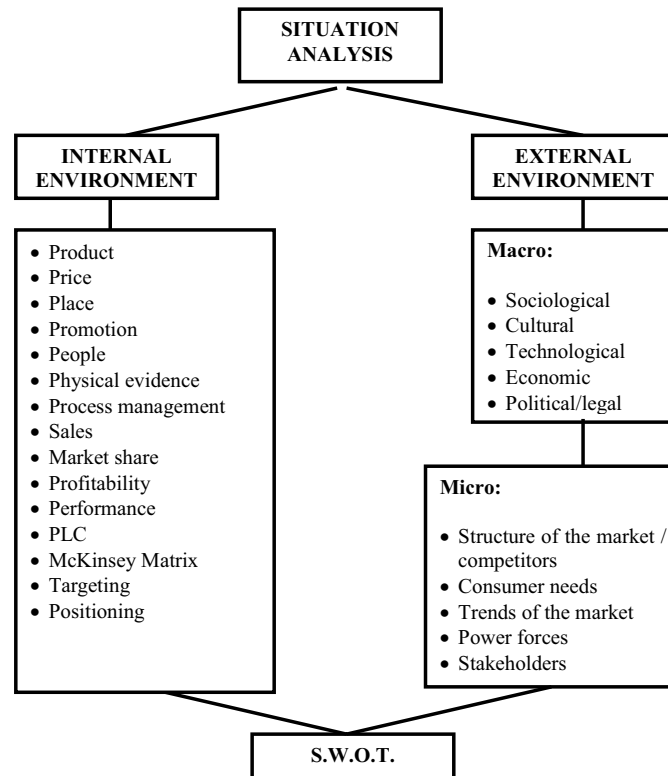 SITUATION
ANALYSIS
INTERNAL
ENVIRONMENT
• Product
• Price
• Place
• Promotion
• People
• Physical evidence
• Process management
• Sales
• Market share
• Profitability
• Performance
• PLC
• McKinsey Matrix
• Targeting
• Positioning
EXTERNAL
ENVIRONMENT
Macro:
• Sociological
• Cultural
• Technological
• Economic
• Political/legal
Micro:
• Structure of the market /
competitors
• Consumer needs
• Trends of the market
• Power forces
• Stakeholders
S.W.O.T.